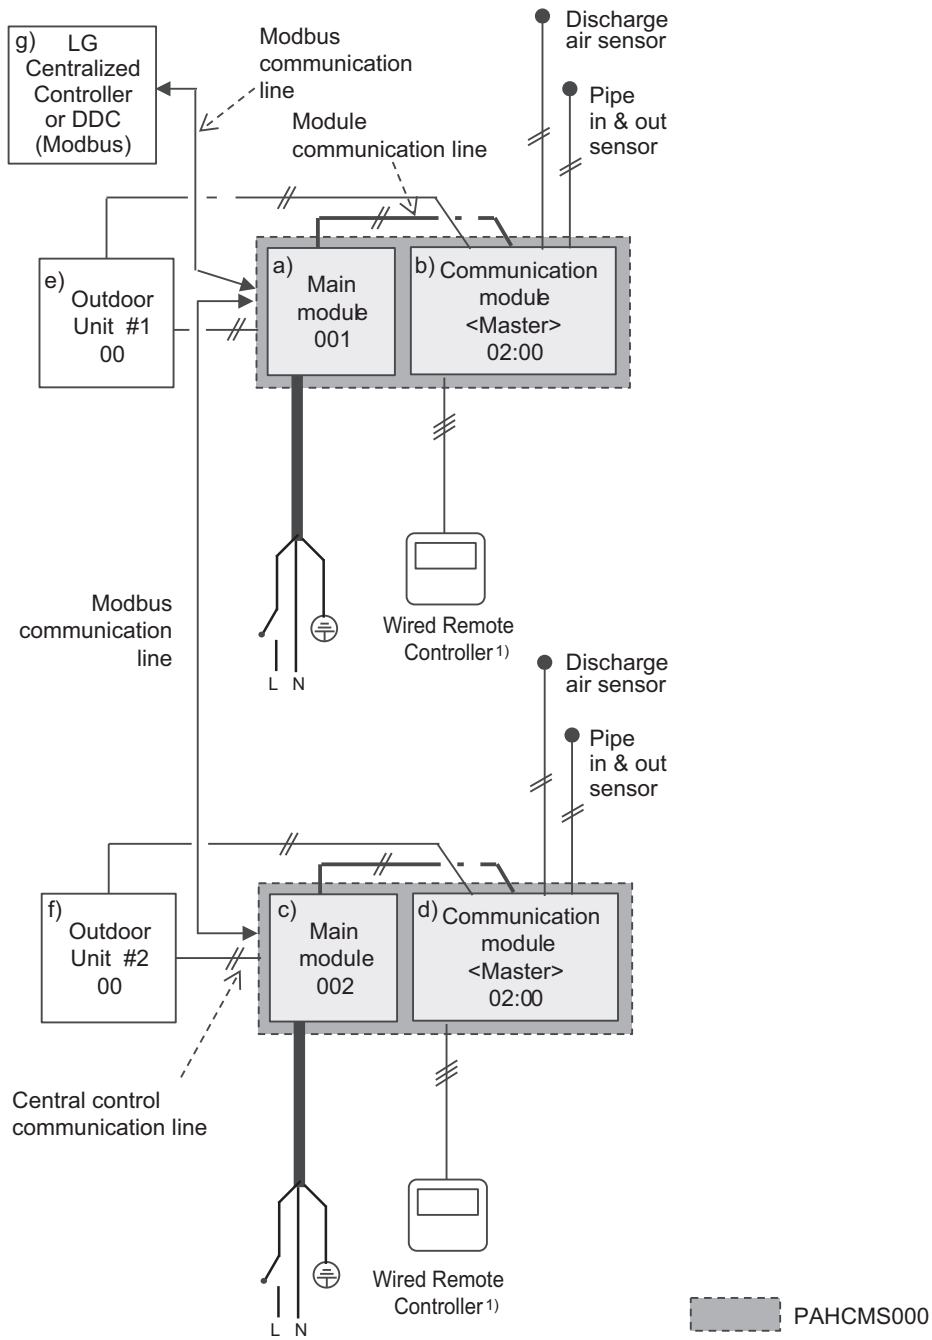 g) LG
Centralized
Controller
or DDC
(Modbus)
Modbus
communication
line
Module
communication line
Discharge
air sensor
Pipe
in & out
sensor
e)
Outdoor
Unit #1
00
a)
Main
module
001
b) Communication
module
<Master>
02:00
L N
Wired Remote
Controller 1)
Modbus
communication
line
Discharge
air sensor
Pipe
in & out
sensor
f)
Outdoor
Unit #2
00
c)
Main
module
002
d) Communication
module
<Master>
02:00
Central control
communication line
L N
Wired Remote
Controller 1)
PAHCMS000